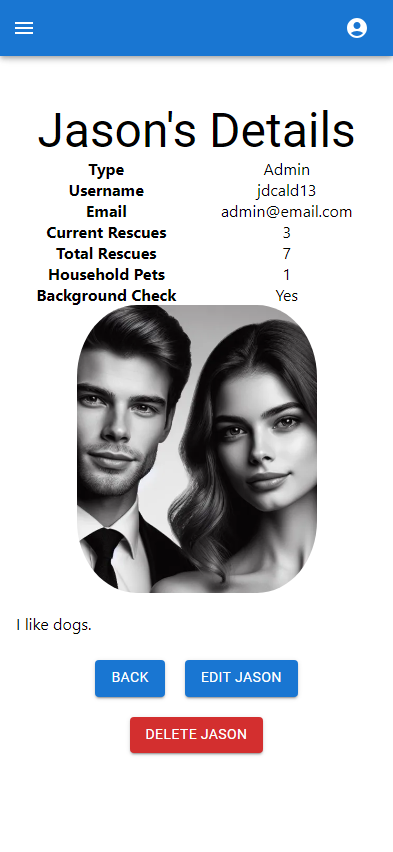 Jason's Details
Type Admin
Username jdcald13
Email admin@email.com
Current Rescues 3
Total Rescues 7
Household Pets 1
Background Check Yes
I like dogs.
BACK EDIT JASON
DELETE JASON